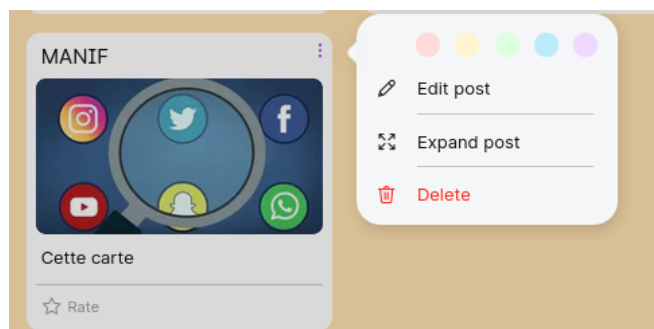 MANIF
Cette carte
Rate
Edit post
Expand post
Delete